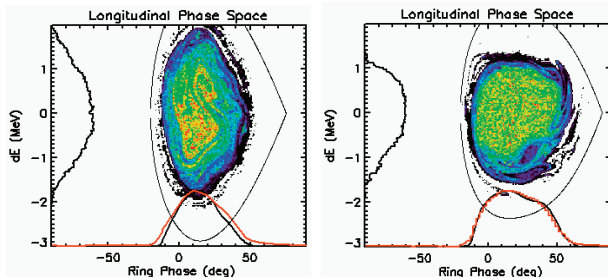 Longitudinal Phase Space
dE (MeV)
1
0
-1
-2
-3
-50
0
50
Ring Phase (deg)
Longitudinal Phase Space
dE (MeV)
1
0
-1
-2
-3
-50
0
50
Ring Phase (deg)